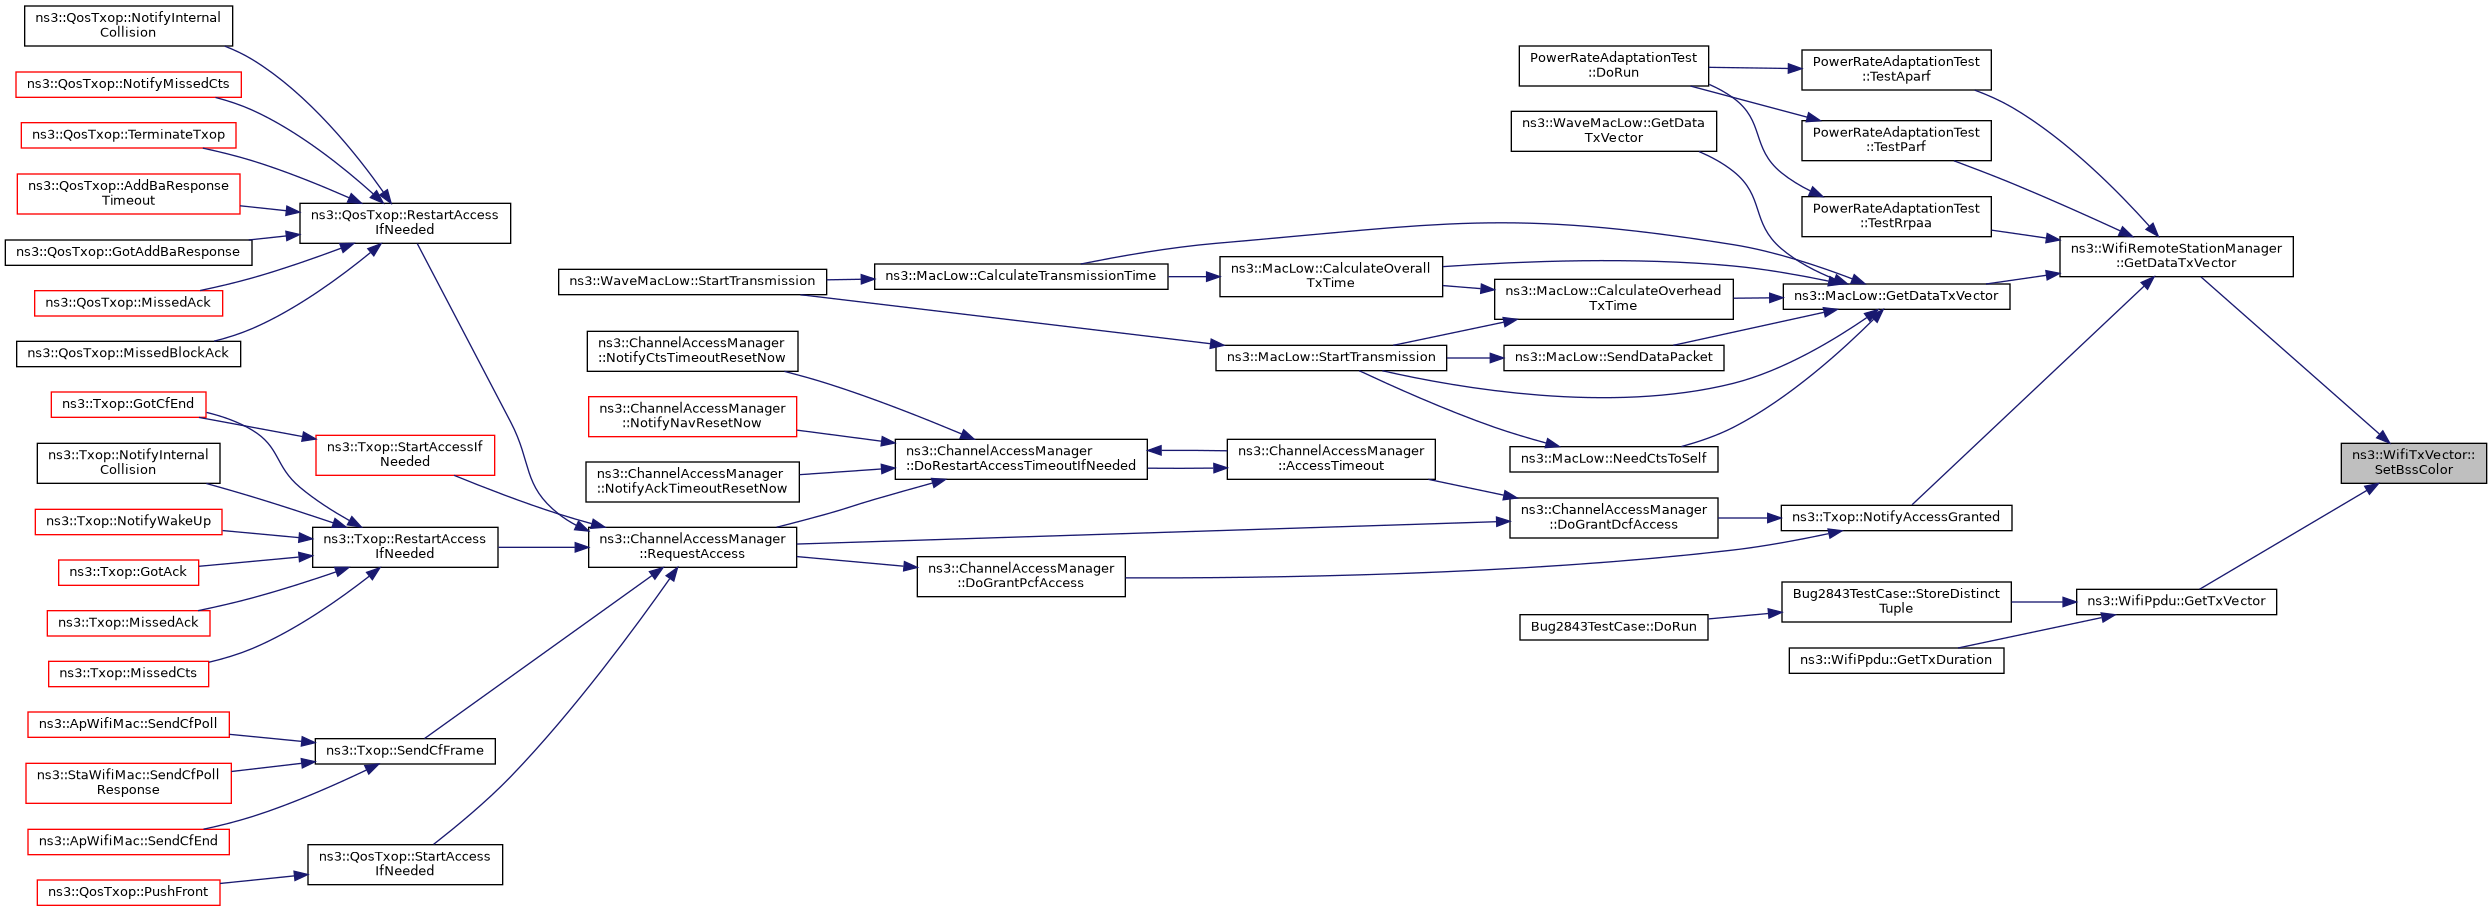 ns3::QosTxop::NotifyInternal
Collision
ns3::QosTxop::NotifyMissedCts
ns3::QosTxop::TerminateTxop
ns3::QosTxop::AddBaResponse
Timeout
ns3::QosTxop::GotAddBaResponse
ns3::QosTxop::MissedAck
ns3::QosTxop::MissedBlockAck
ns3::Txop::GotCfEnd
ns3::Txop::NotifyInternal
Collision
ns3::Txop::NotifyWakeUp
ns3::Txop::GotAck
ns3::Txop::MissedAck
ns3::Txop::MissedCts
ns3::ApWifiMac::SendCfPoll
ns3::StaWifiMac::SendCfPoll
Response
ns3::ApWifiMac::SendCfEnd
ns3::QosTxop::PushFront
ns3::QosTxop::RestartAccess
IfNeeded
ns3::Txop::StartAccessIf
Needed
ns3::Txop::RestartAccess
IfNeeded
ns3::Txop::SendCfFrame
ns3::QosTxop::StartAccess
IfNeeded
ns3::WaveMacLow::StartTransmission
ns3::ChannelAccessManager
::NotifyCtsTimeoutResetNow
ns3::ChannelAccessManager
::NotifyNavResetNow
ns3::ChannelAccessManager
::NotifyAckTimeoutResetNow
ns3::ChannelAccessManager
::RequestAccess
ns3::MacLow::CalculateTransmissionTime
ns3::ChannelAccessManager
::DoRestartAccessTimeoutIfNeeded
ns3::ChannelAccessManager
::DoGrantPcfAccess
ns3::MacLow::CalculateOverall
TxTime
ns3::MacLow::StartTransmission
ns3::ChannelAccessManager
::AccessTimeout
PowerRateAdaptationTest
::DoRun
ns3::WaveMacLow::GetData
TxVector
ns3::MacLow::CalculateOverhead
TxTime
ns3::MacLow::SendDataPacket
ns3::MacLow::NeedCtsToSelf
ns3::ChannelAccessManager
::DoGrantDcfAccess
Bug2843TestCase::DoRun
PowerRateAdaptationTest
::TestAparf
PowerRateAdaptationTest
::TestParf
PowerRateAdaptationTest
::TestRrpaa
ns3::MacLow::GetDataTxVector
ns3::Txop::NotifyAccessGranted
Bug2843TestCase::StoreDistinct
Tuple
ns3::WifiPpdu::GetTxDuration
ns3::WifiRemoteStationManager
::GetDataTxVector
ns3::WifiPpdu::GetTxVector
ns3::WifiTxVector::
SetBssColor